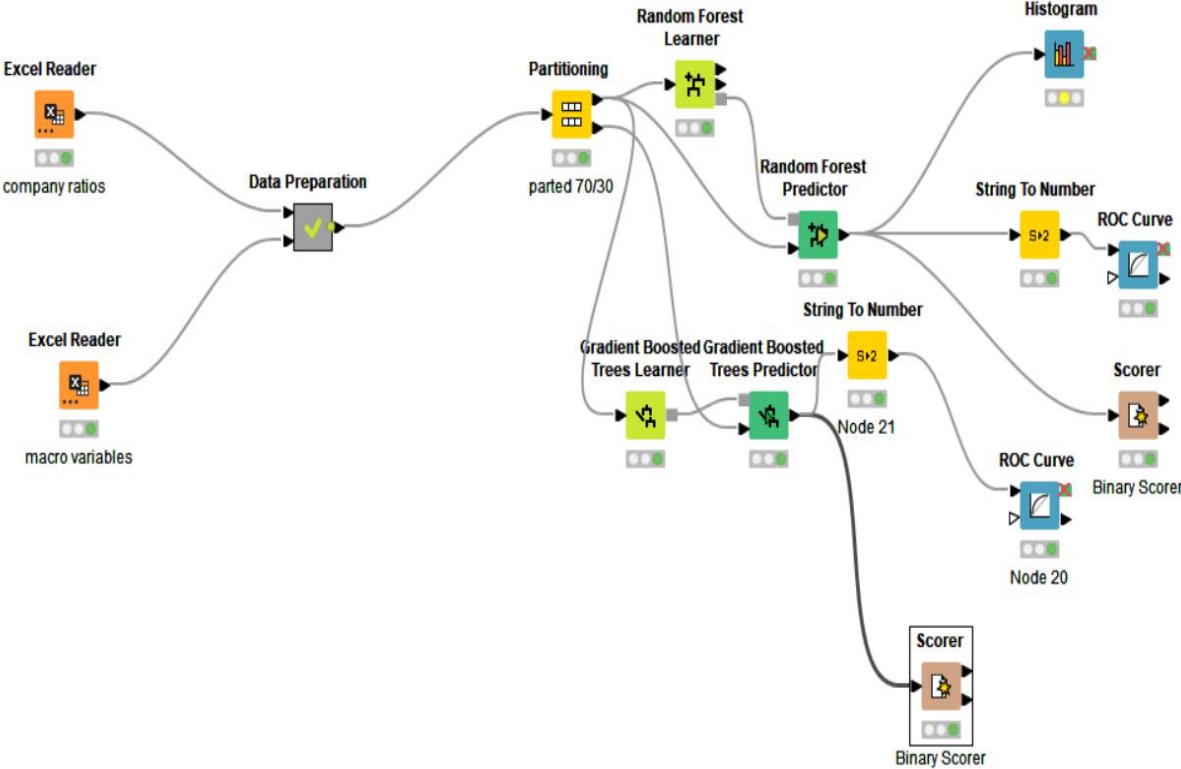 Histogram
Random Forest
Learner
Excel Reader
Partitioning
company ratios
parted 70/30
Data Preparation
Random Forest
Predictor
String To Number
S▸2
ROC Curve
String To Number
S▸2
Node 21
Excel Reader
macro variables
Gradient Boosted
Trees Learner
Gradient Boosted
Trees Predictor
Scorer
Binary Scorer
ROC Curve
Node 20
Scorer
Binary Scorer